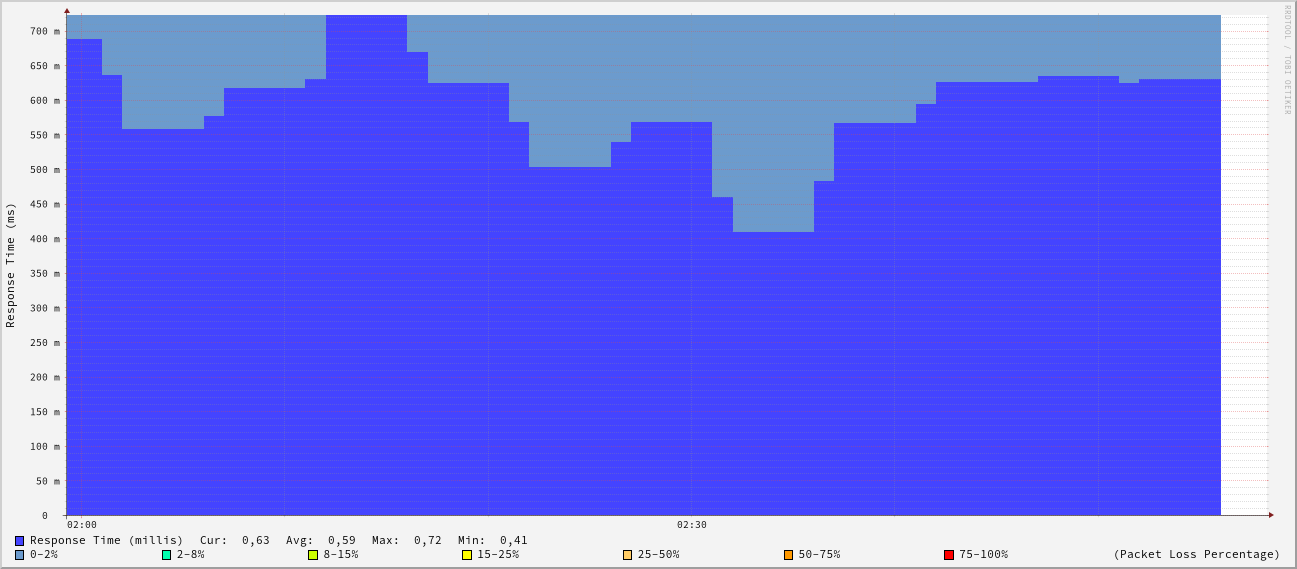 RRDTOOL / TOBI OETIKER
Response Time (ms)
700 m
650 m
600 m
550 m
500 m
450 m
400 m
350 m
300 m
250 m
200 m
150 m
100 m
50 m
0
02:00 02:30
Response Time (millis) Cur: 0,63 Avg: 0,59 Max: 0,72 Min: 0,41
0-2% 2-8% 8-15% 15-25% 25-50% 50-75% 75-100% (Packet Loss Percentage)